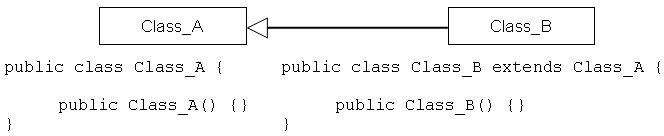 Class_A
Class_B
public class Class_A {
public Class_A() {}
}
public class Class_B extends Class_A {
public Class_B() {}
}